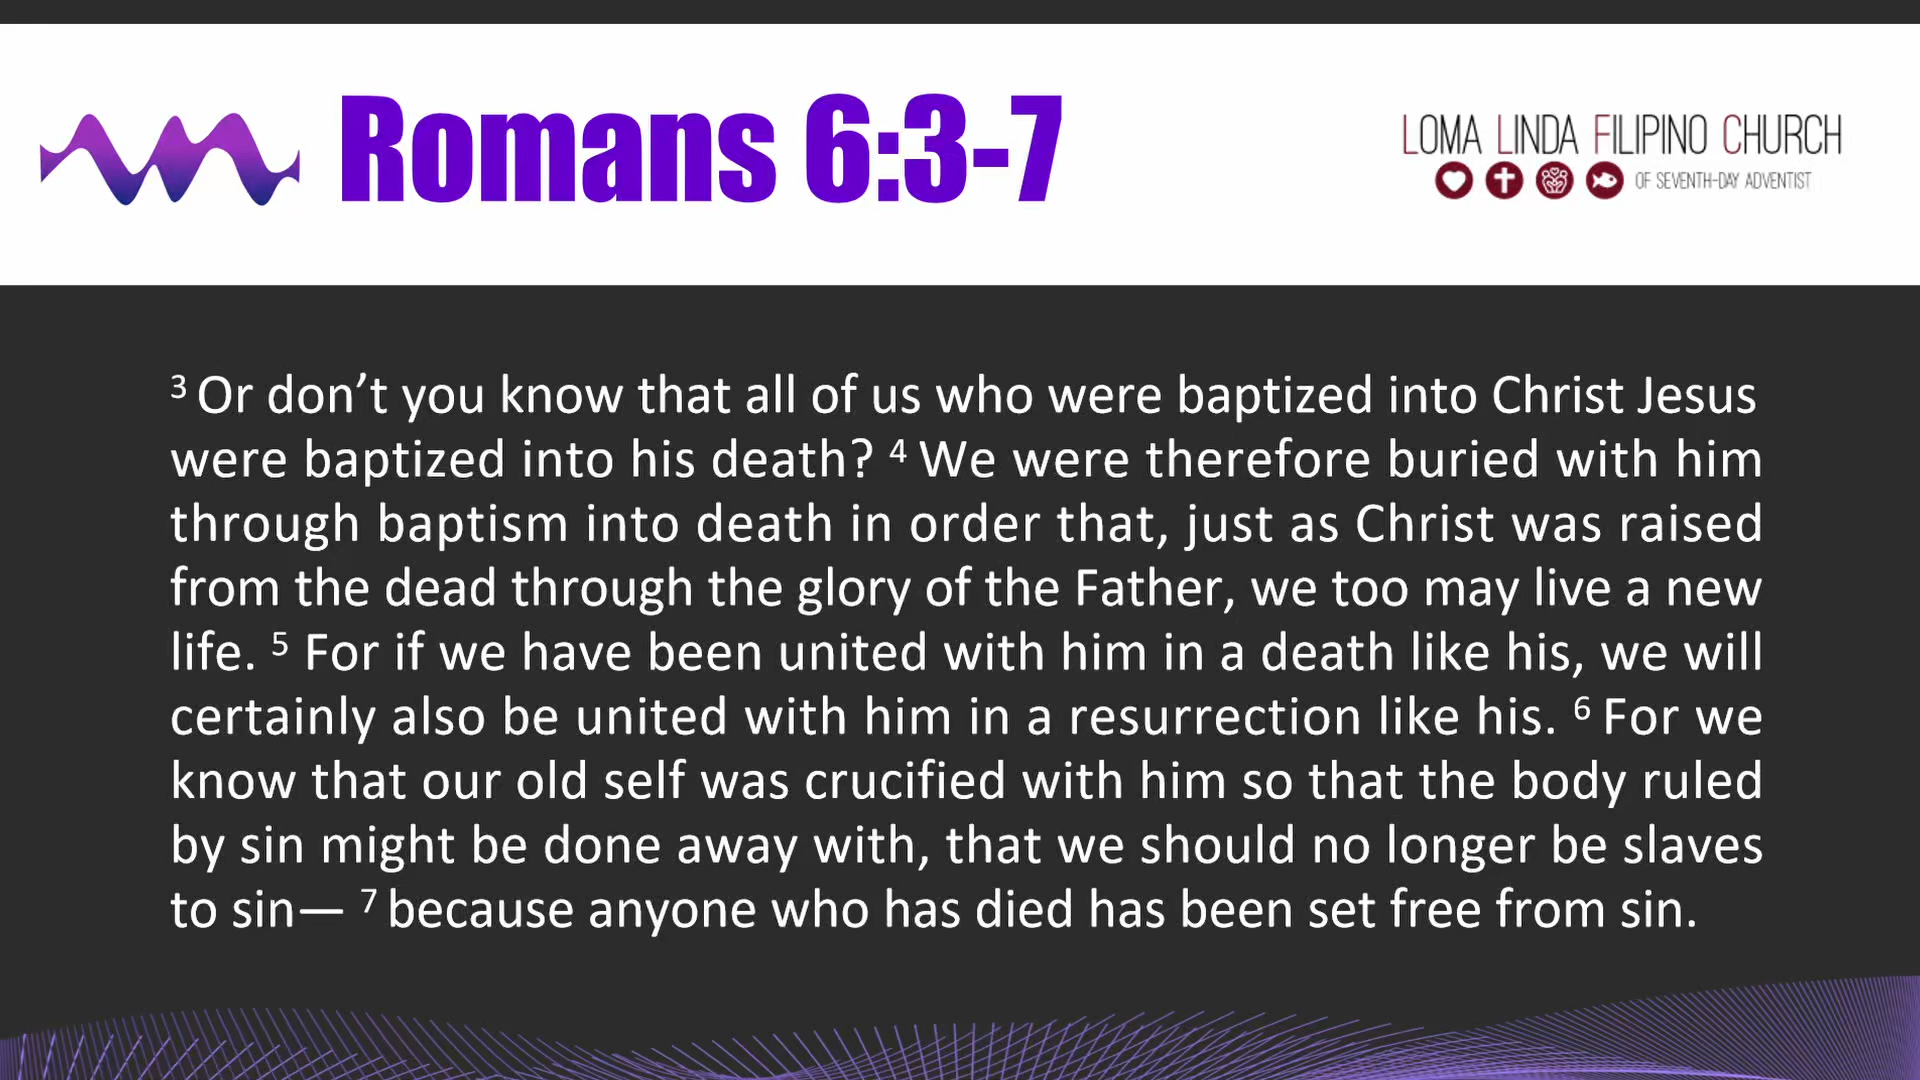 Romans 6:3-7
LOMA LINDA FILIPINO CHURCH
OF SEVENTH-DAY ADVENTIST
3 Or don’t you know that all of us who were baptized into Christ Jesus
were baptized into his death? 4 We were therefore buried with him
through baptism into death in order that, just as Christ was raised
from the dead through the glory of the Father, we too may live a new
life. 5 For if we have been united with him in a death like his, we will
certainly also be united with him in a resurrection like his. 6 For we
know that our old self was crucified with him so that the body ruled
by sin might be done away with, that we should no longer be slaves
to sin— 7 because anyone who has died has been set free from sin.